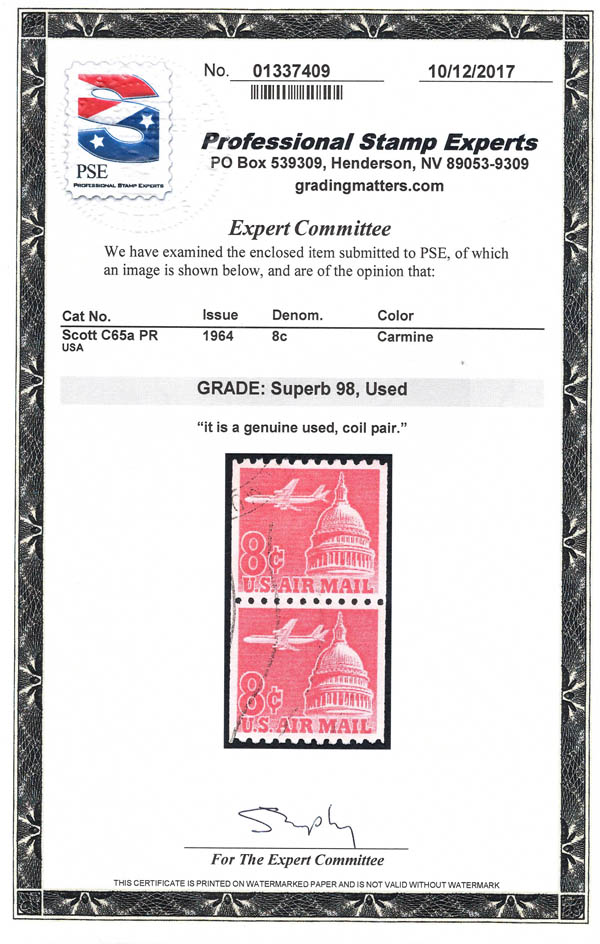 No. 01337409 10/12/2017
PSE
PROFESSIONAL STAMP EXPERTS
Professional Stamp Experts
PO Box 539309, Henderson, NV 89053-9309
gradingmatters.com
Expert Committee
We have examined the enclosed item submitted to PSE, of which
an image is shown below, and are of the opinion that:
Cat No. Issue Denom. Color
Scott C65a PR 1964 8c Carmine
USA
GRADE: Superb 98, Used
“it is a genuine used, coil pair.”
8¢
U.S. AIR MAIL
8¢
U.S. AIR MAIL
For The Expert Committee
THIS CERTIFICATE IS PRINTED ON WATERMARKED PAPER AND IS NOT VALID WITHOUT WATERMARK